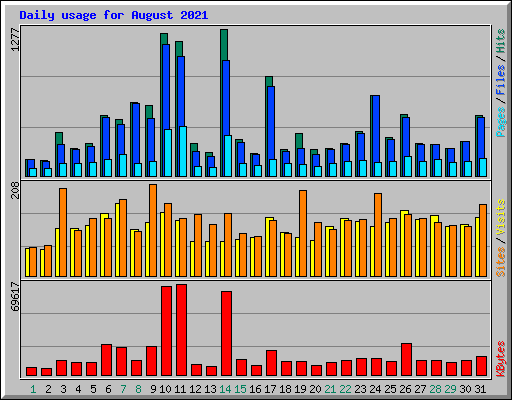 Daily usage for August 2021
1277
Pages / Files / Hits
208
Sites / Visits
69617
KBytes
1 2 3 4 5 6 7 8 9 10 11 12 13 14 15 16 17 18 19 20 21 22 23 24 25 26 27 28 29 30 31